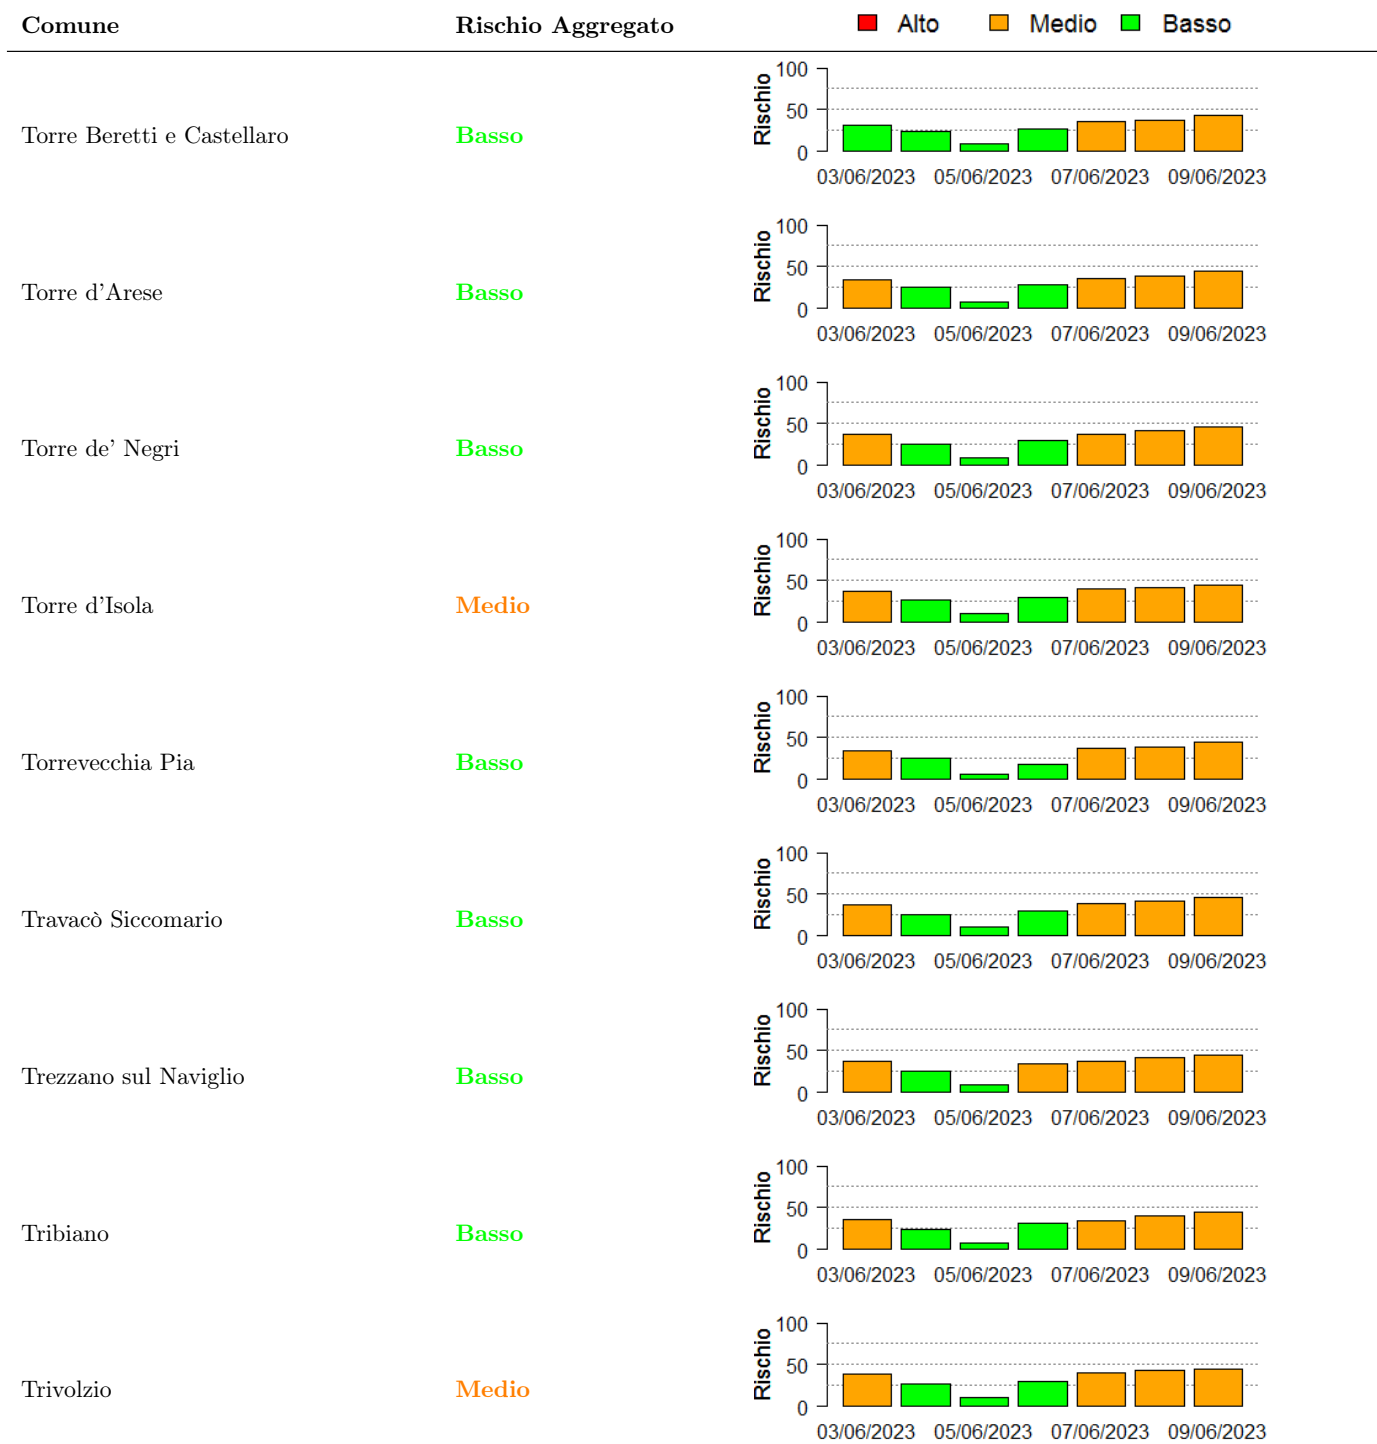 Comune Rischio Aggregato Alto Medio Basso
100
50
0
Rischio
Torre Beretti e Castellaro Basso
03/06/2023 05/06/2023 07/06/2023 09/06/2023
100
50
0
Rischio
Torre d'Arese Basso
03/06/2023 05/06/2023 07/06/2023 09/06/2023
100
50
0
Rischio
Torre de' Negri Basso
03/06/2023 05/06/2023 07/06/2023 09/06/2023
100
50
0
Rischio
Torre d'Isola Medio
03/06/2023 05/06/2023 07/06/2023 09/06/2023
100
50
0
Rischio
Torrevecchia Pia Basso
03/06/2023 05/06/2023 07/06/2023 09/06/2023
100
50
0
Rischio
Travacò Siccomario Basso
03/06/2023 05/06/2023 07/06/2023 09/06/2023
100
50
0
Rischio
Trezzano sul Naviglio Basso
03/06/2023 05/06/2023 07/06/2023 09/06/2023
100
50
0
Rischio
Tribiano Basso
03/06/2023 05/06/2023 07/06/2023 09/06/2023
100
50
0
Rischio
Trivolzio Medio
03/06/2023 05/06/2023 07/06/2023 09/06/2023